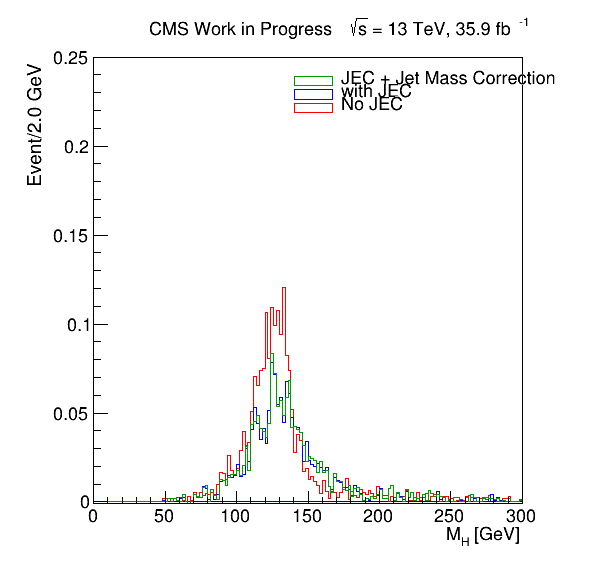 CMS Work in Progress √s = 13 TeV, 35.9 fb -1
0.25
JEC + Jet Mass Correction
with JEC
No JEC
Event/2.0 GeV
0.2
0.15
0.1
0.05
0
0 50 100 150 200 250 300
M_H [GeV]